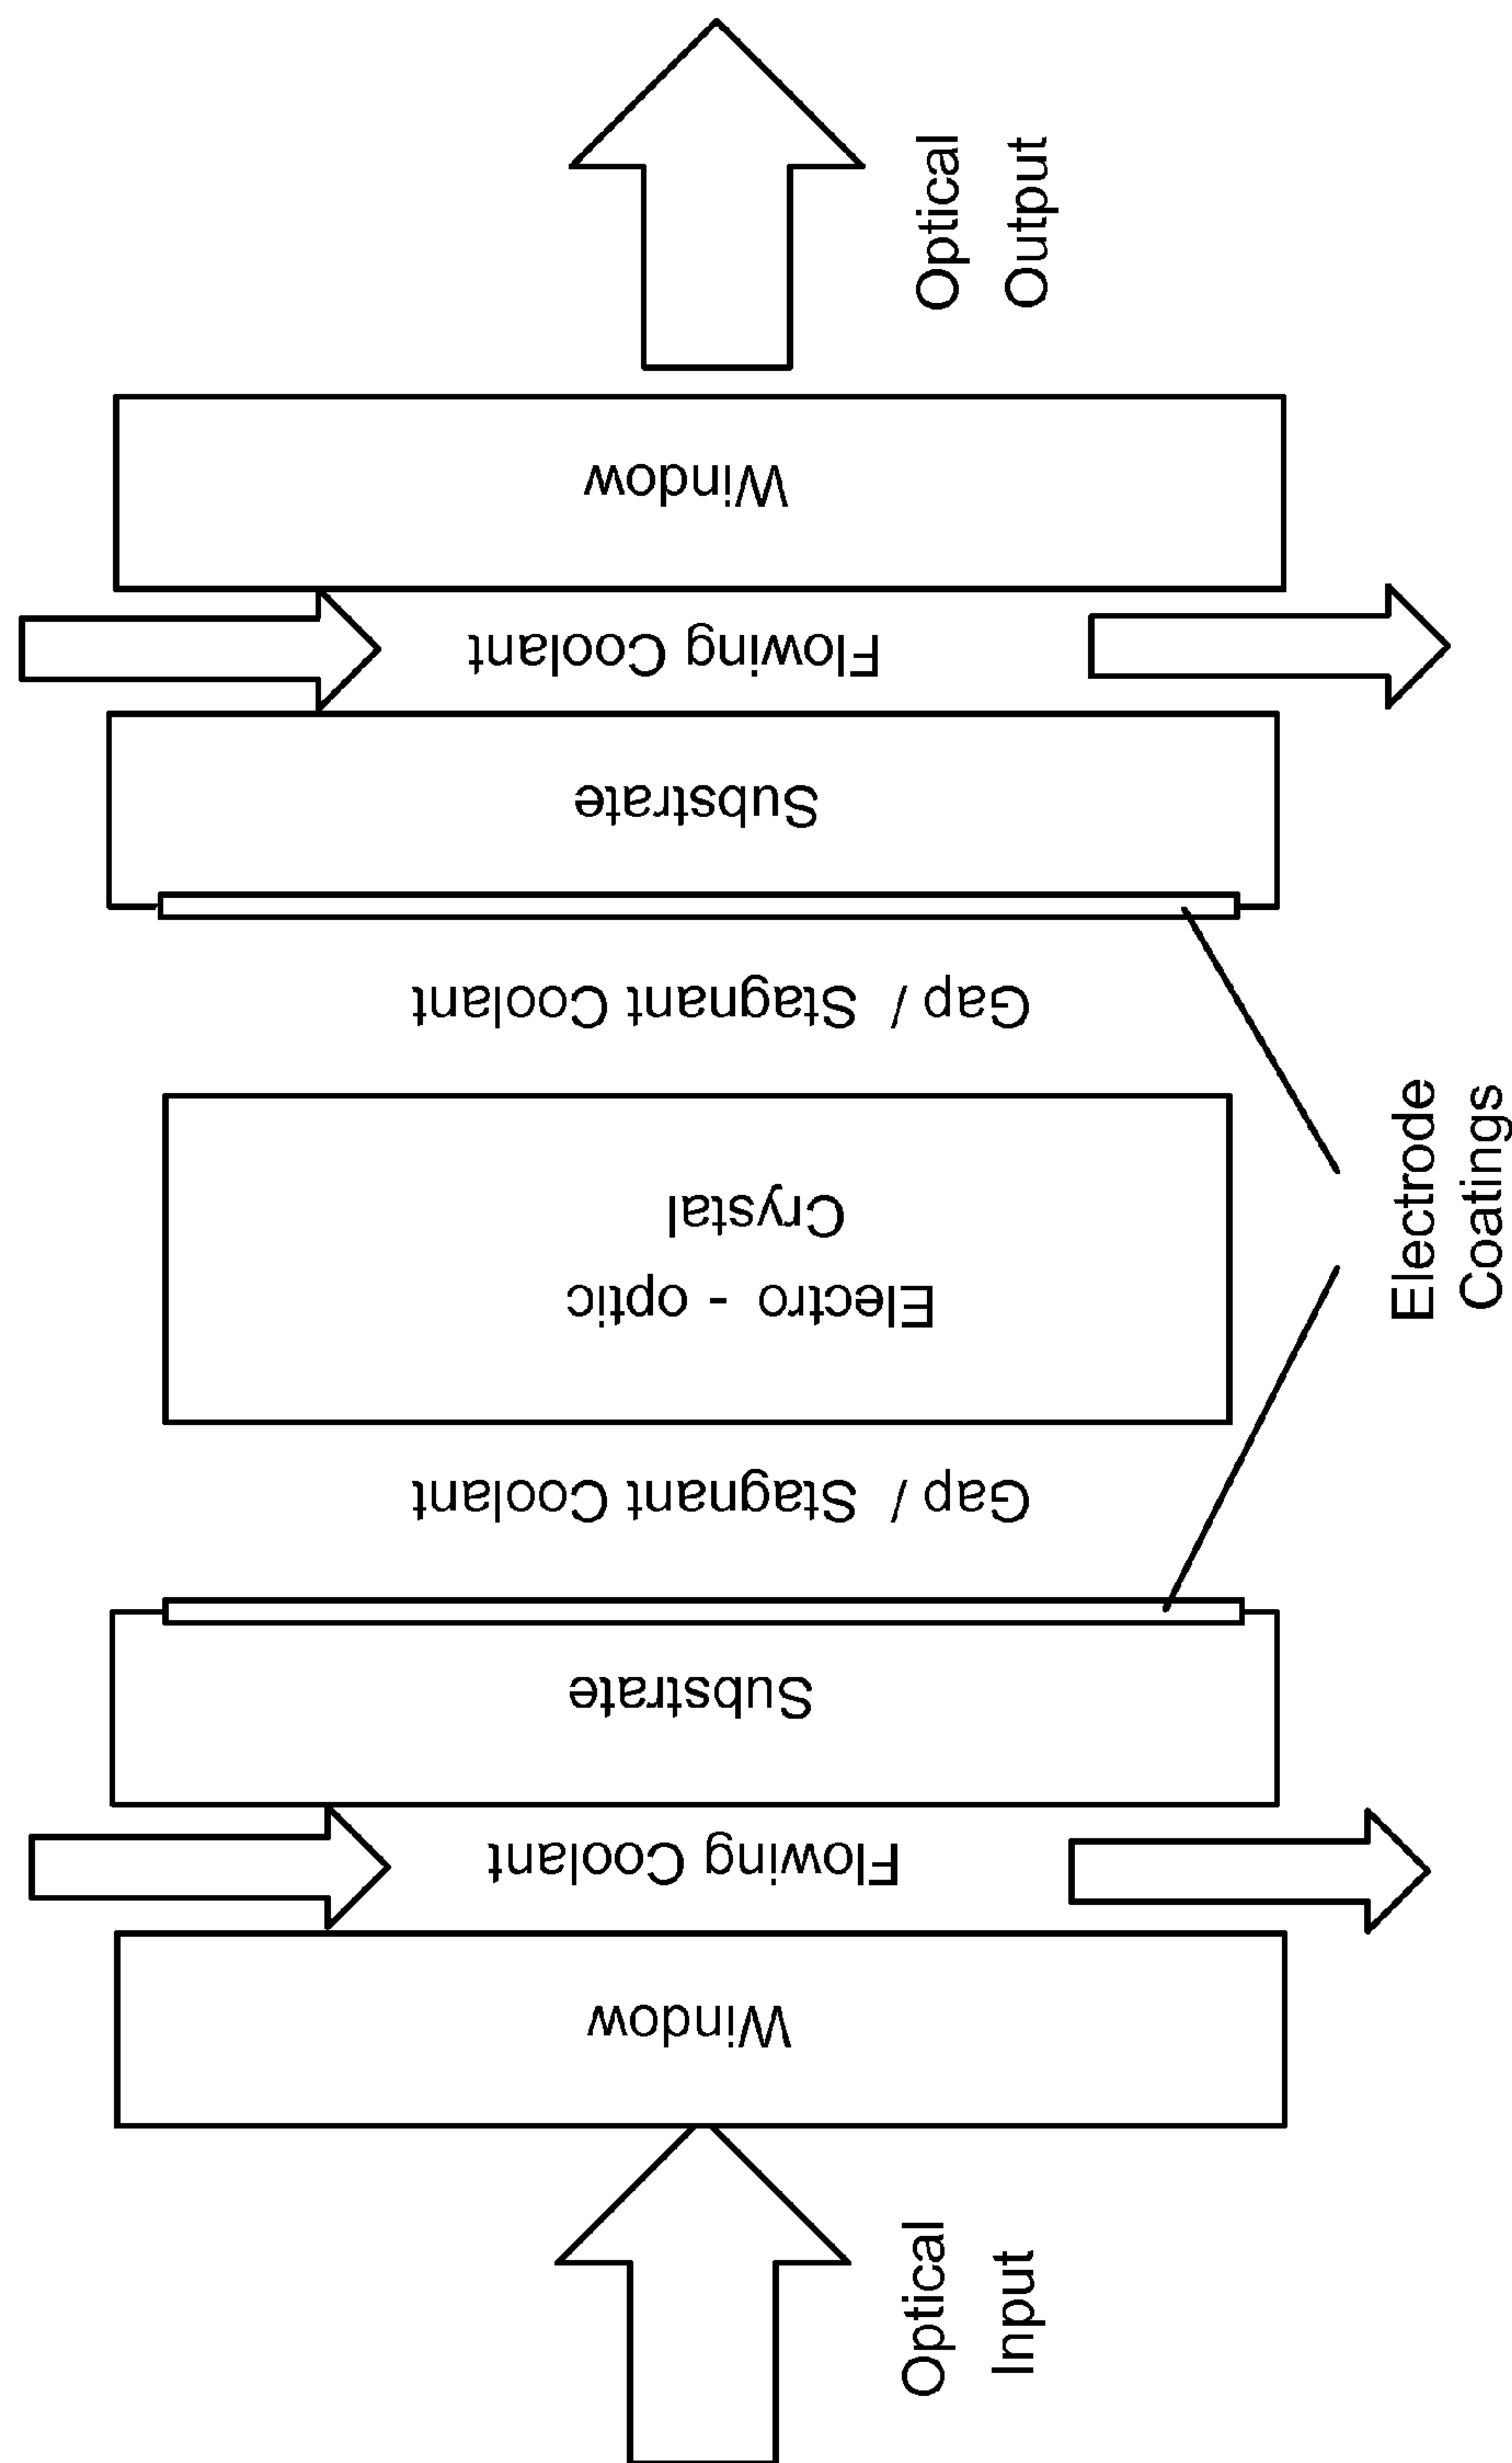 Optical
Input
Window
Flowing Coolant
Substrate
Gap / Stagnant Coolant
Electro - optic
Crystal
Gap / Stagnant Coolant
Substrate
Flowing Coolant
Window
Optical
Output
Electrode
Coatings